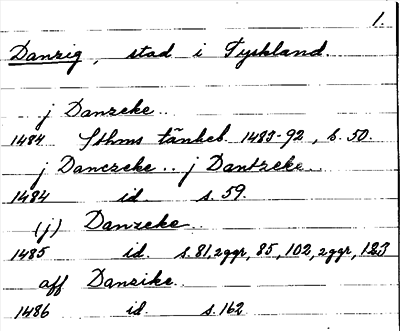 1.
Danzig, stad i Tyskland.
j Danzeke..
1484 Sthms tänkeb. 1483-92, s. 50.
j Danczeke.. j Dantzeke..
1484 id. s. 59.
(j) Danzeke..
1485 id. s. 81, 2ggr, 85, 102, 2ggr, 123
aff Danzike..
1486 id. s. 162